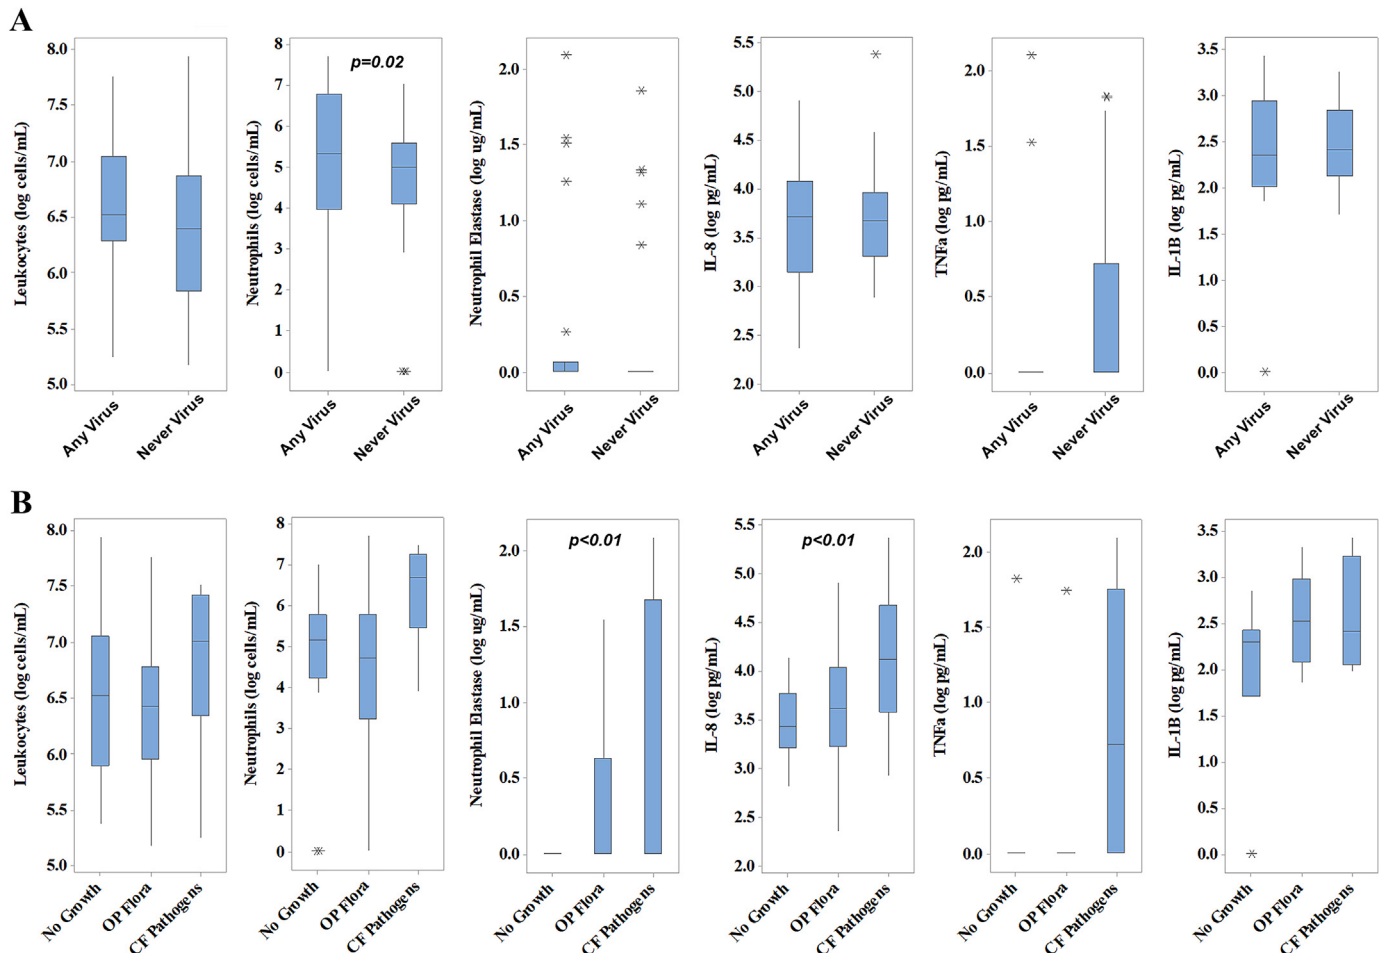 A
Leukocytes (log cells/mL)
8.0
7.5
7.0
6.5
6.0
5.5
5.0
Any Virus
Never Virus
Neutrophils (log cells/mL)
8
7
6
5
4
3
2
1
0
p=0.02
Any Virus
Never Virus
Neutrophil Elastase (log ug/mL)
2.0
1.5
1.0
0.5
0.0
Any Virus
Never Virus
IL-8 (log pg/mL)
5.5
5.0
4.5
4.0
3.5
3.0
2.5
2.0
Any Virus
Never Virus
TNFa (log pg/mL)
2.0
1.5
1.0
0.5
0.0
Any Virus
Never Virus
IL-1B (log pg/mL)
3.5
3.0
2.5
2.0
1.5
1.0
0.5
0.0
Any Virus
Never Virus
B
Leukocytes (log cells/mL)
8.0
7.5
7.0
6.5
6.0
5.5
5.0
No Growth
OP Flora
CF Pathogens
Neutrophils (log cells/mL)
8
7
6
5
4
3
2
1
0
No Growth
OP Flora
CF Pathogens
Neutrophil Elastase (log ug/mL)
2.0
1.5
1.0
0.5
0.0
p<0.01
No Growth
OP Flora
CF Pathogens
IL-8 (log pg/mL)
5.5
5.0
4.5
4.0
3.5
3.0
2.5
2.0
p<0.01
No Growth
OP Flora
CF Pathogens
TNFa (log pg/mL)
2.0
1.5
1.0
0.5
0.0
No Growth
OP Flora
CF Pathogens
IL-1B (log pg/mL)
3.5
3.0
2.5
2.0
1.5
1.0
0.5
0.0
No Growth
OP Flora
CF Pathogens